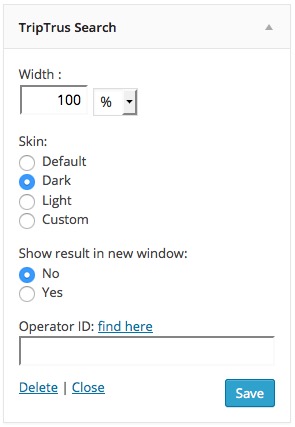 TripTrus Search
Width :
100 %
Skin:
Default
Dark
Light
Custom
Show result in new window:
No
Yes
Operator ID: find here
Delete | Close
Save